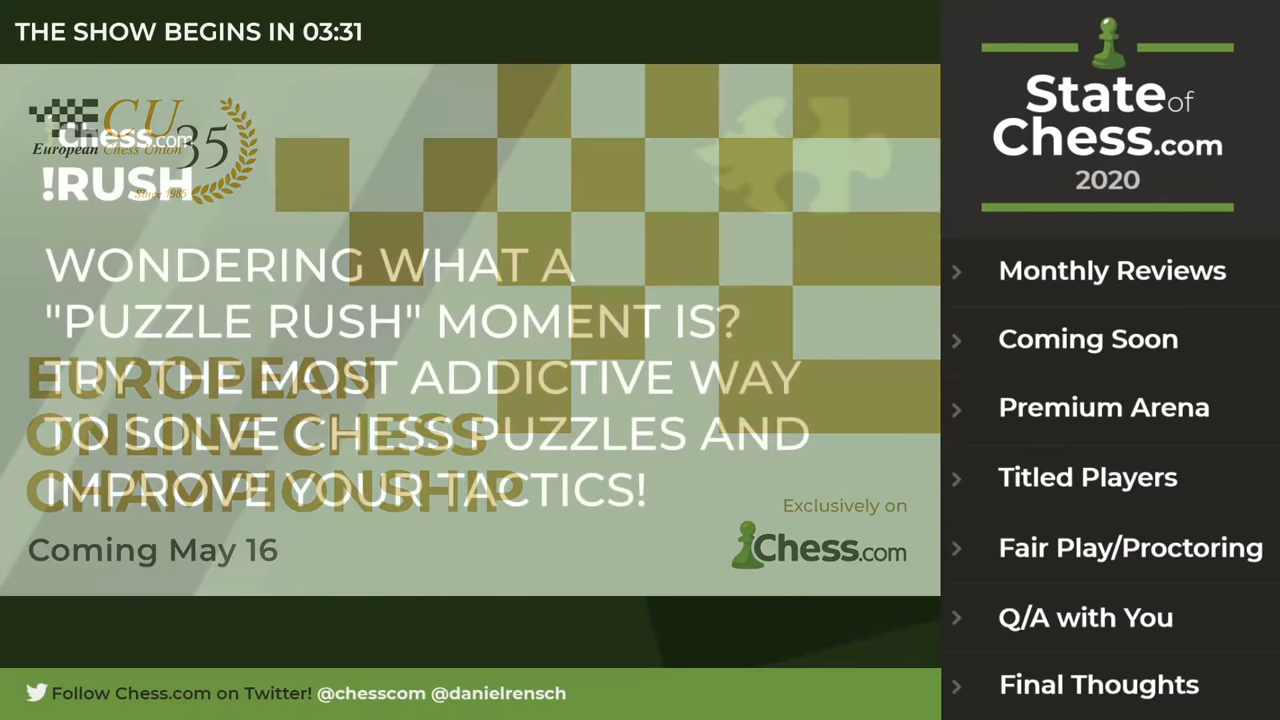 THE SHOW BEGINS IN 03:31
CU
35
European Chess Union
Since 1985
Chess.com
!RUSH
WONDERING WHAT A
"PUZZLE RUSH" MOMENT IS?
TRY THE MOST ADDICTIVE WAY
TO SOLVE CHESS PUZZLES AND
IMPROVE YOUR TACTICS!
EUROPEAN
ONLINE CHESS
CHAMPIONSHIP
Coming May 16
Exclusively on
Chess.com
Follow Chess.com on Twitter! @chesscom @danielrensch
State of
Chess.com
2020
Monthly Reviews
Coming Soon
Premium Arena
Titled Players
Fair Play/Proctoring
Q/A with You
Final Thoughts